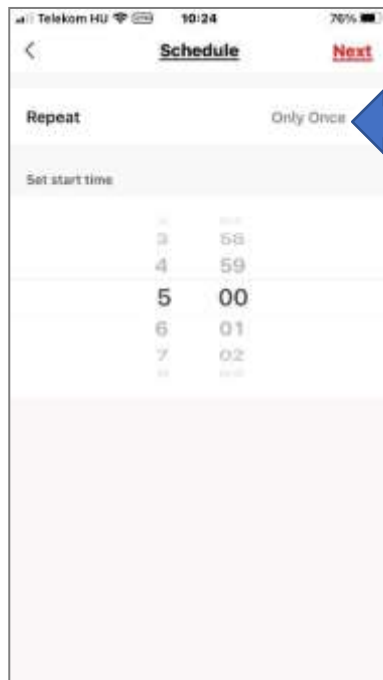 Telekom HU 10:24 76%
Schedule Next
Repeat Only Once
Set start time
3 58
4 59
5 00
6 01
7 02